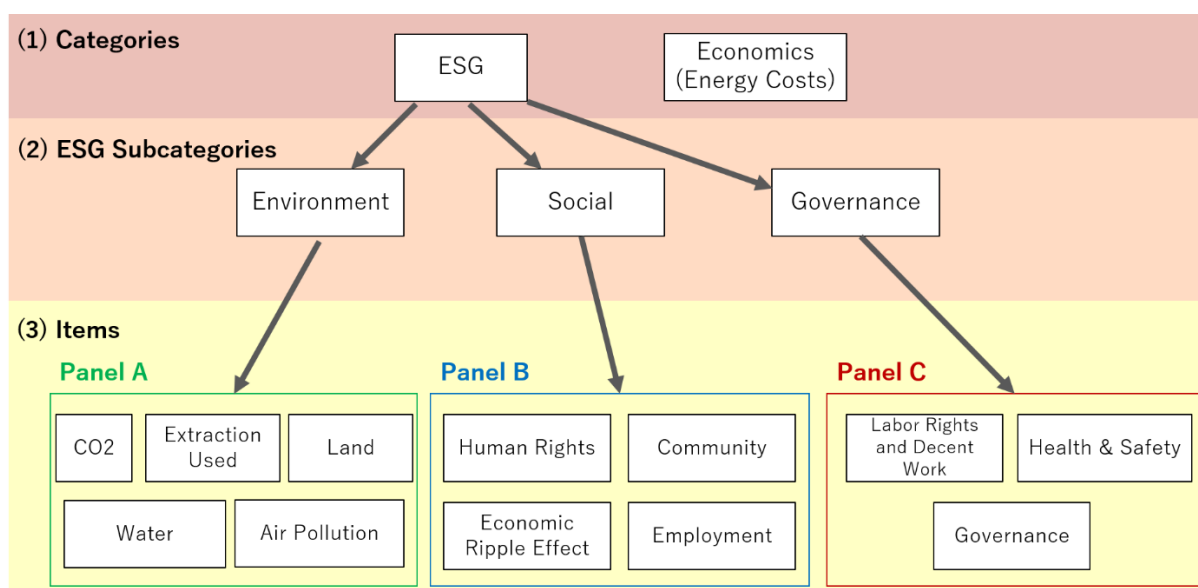 (1) Categories
ESG
Economics
(Energy Costs)
(2) ESG Subcategories
Environment
Social
Governance
(3) Items
Panel A
CO2
Extraction
Used
Land
Water
Air Pollution
Panel B
Human Rights
Community
Economic
Ripple Effect
Employment
Panel C
Labor Rights
and Decent
Work
Health & Safety
Governance